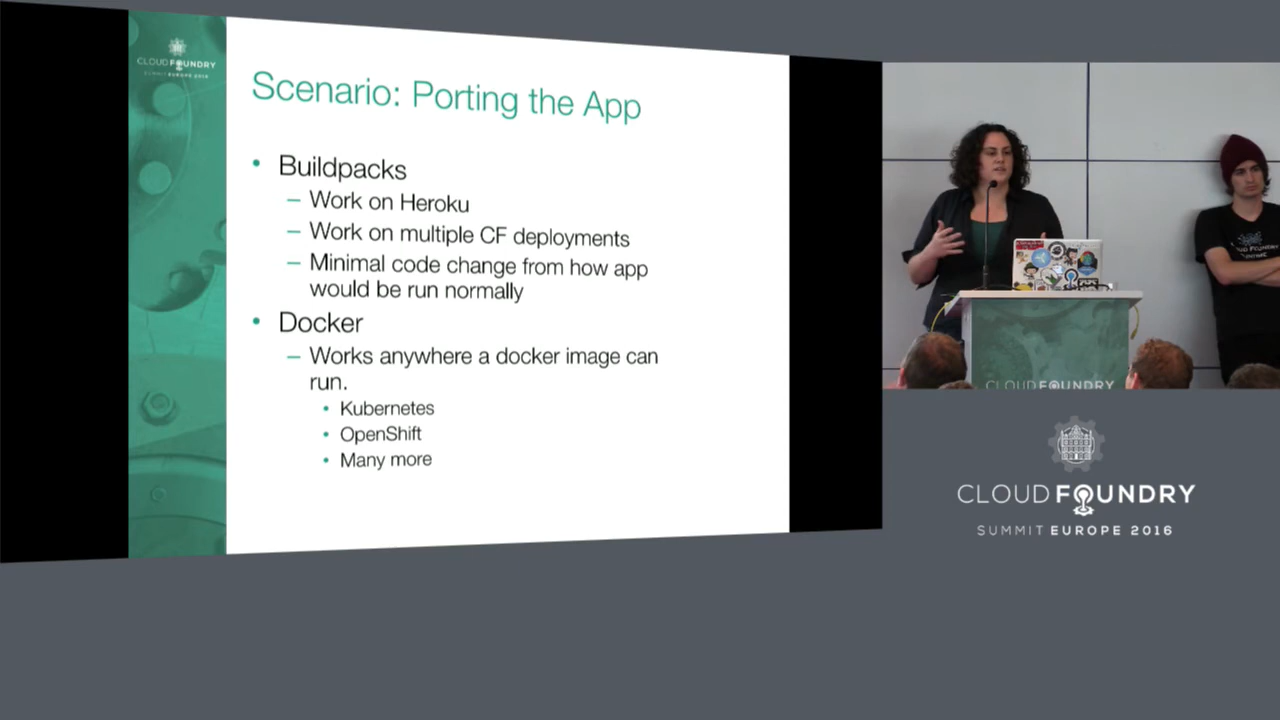 CLOUD FOUNDRY
SUMMIT EUROPE 2016
Scenario: Porting the App
• Buildpacks
– Work on Heroku
– Work on multiple CF deployments
– Minimal code change from how app
would be run normally
• Docker
– Works anywhere a docker image can
run.
• Kubernetes
• OpenShift
• Many more
CLOUD FOUNDRY
CLOUD FOUNDRY
CLOUD FOUNDRY
SUMMIT EUROPE 2016